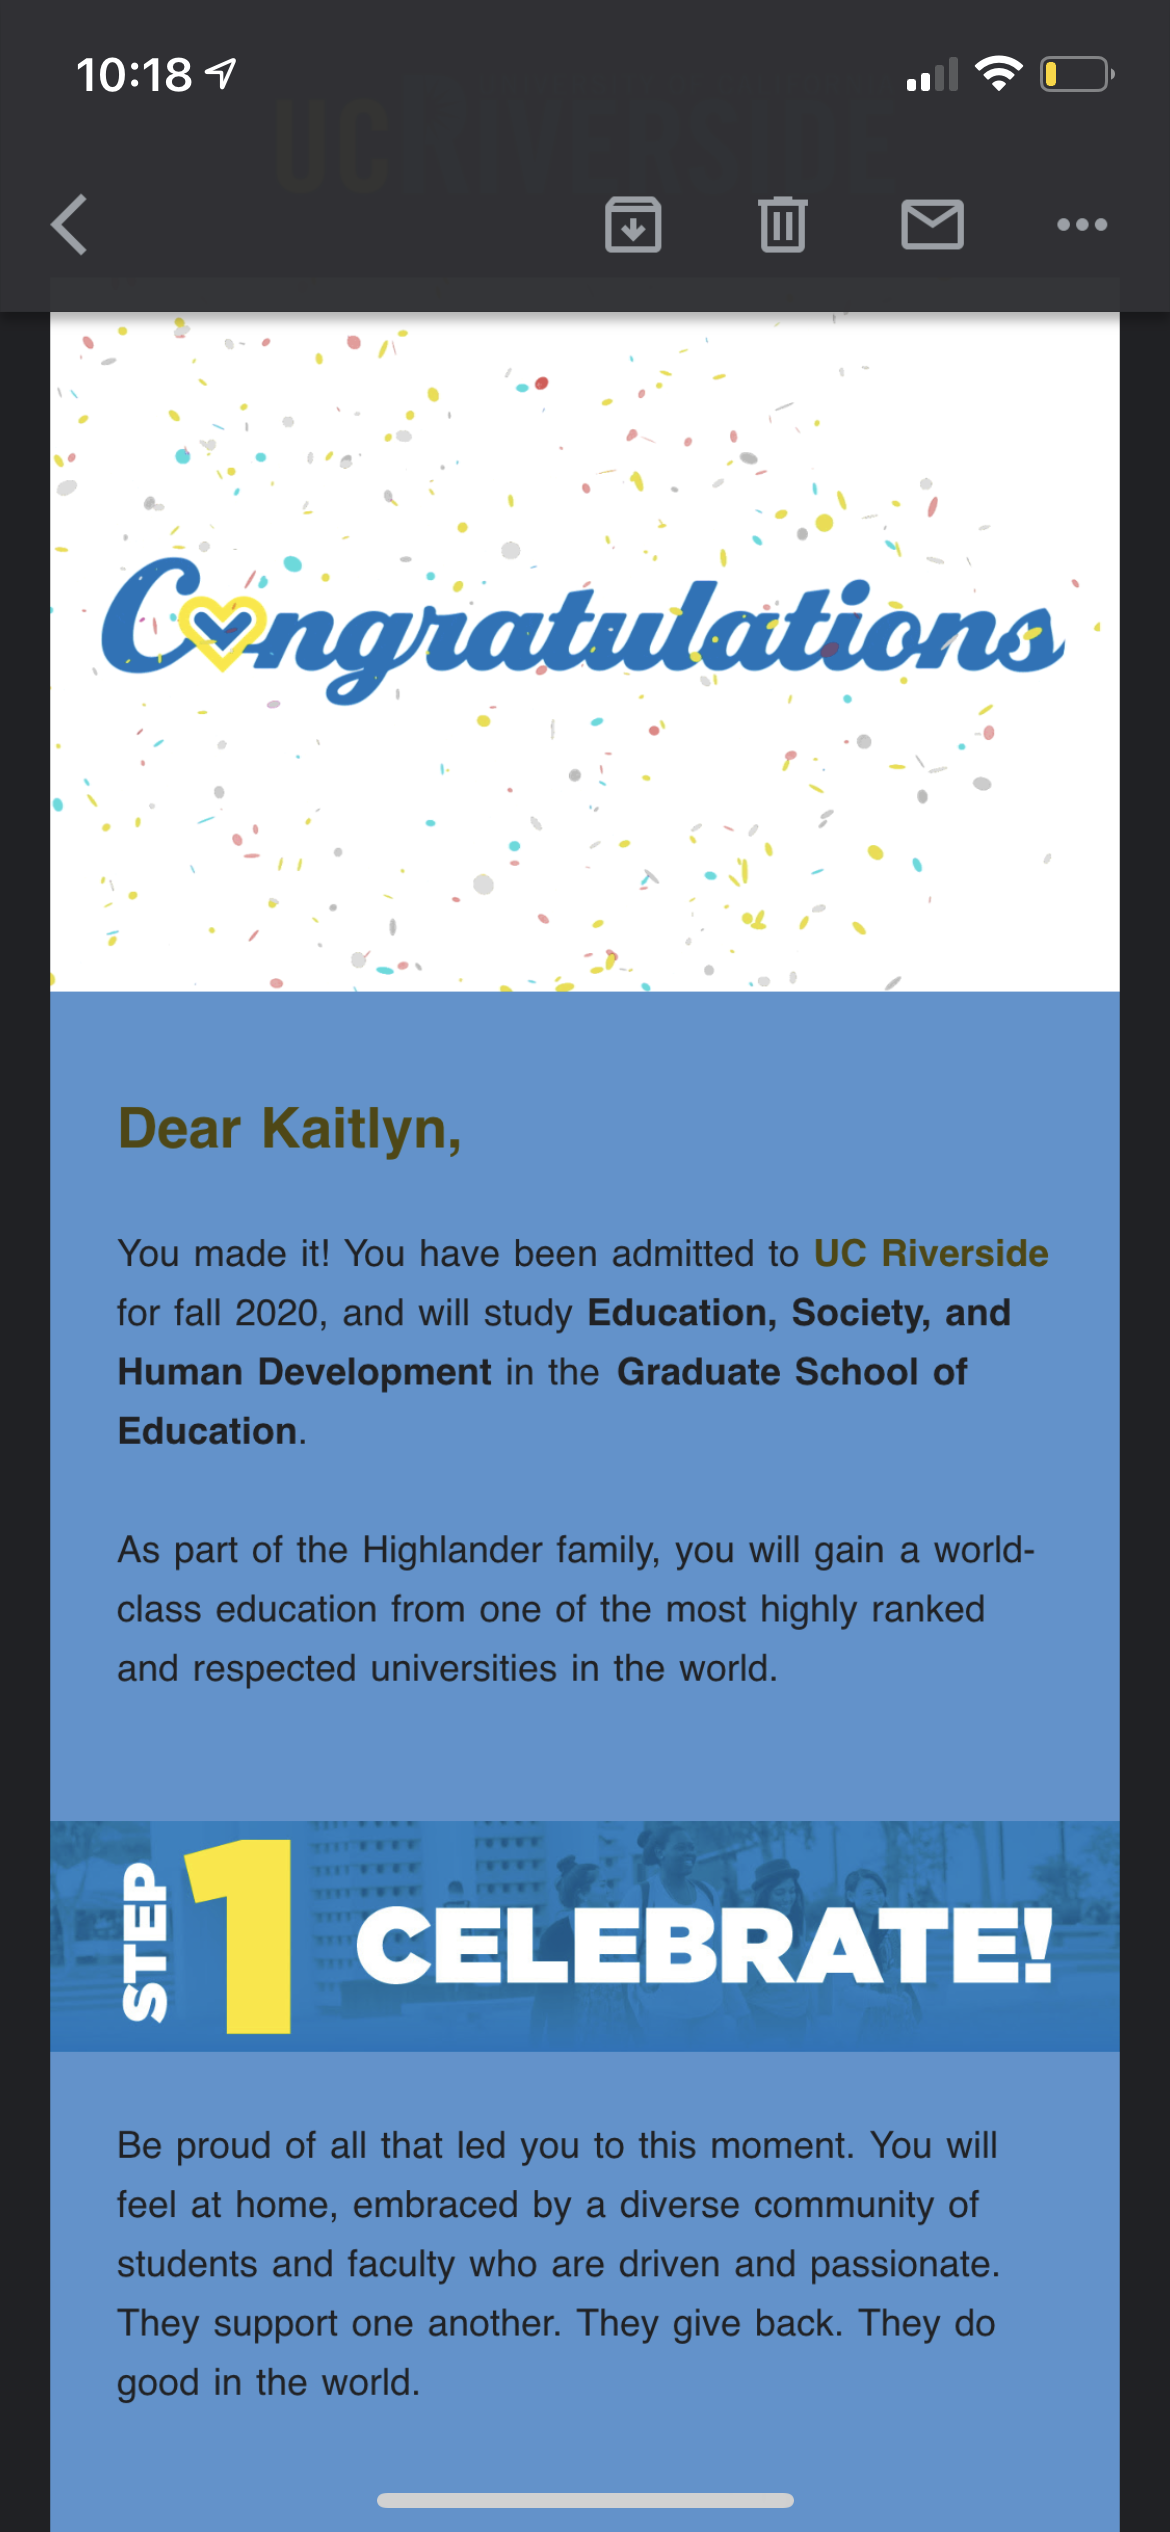 10:18
UNIVERSITY OF CALIFORNIA
UC RIVERSIDE
Congratulations
Dear Kaitlyn,
You made it! You have been admitted to UC Riverside
for fall 2020, and will study Education, Society, and
Human Development in the Graduate School of
Education.
As part of the Highlander family, you will gain a world-
class education from one of the most highly ranked
and respected universities in the world.
STEP 1 CELEBRATE!
Be proud of all that led you to this moment. You will
feel at home, embraced by a diverse community of
students and faculty who are driven and passionate.
They support one another. They give back. They do
good in the world.